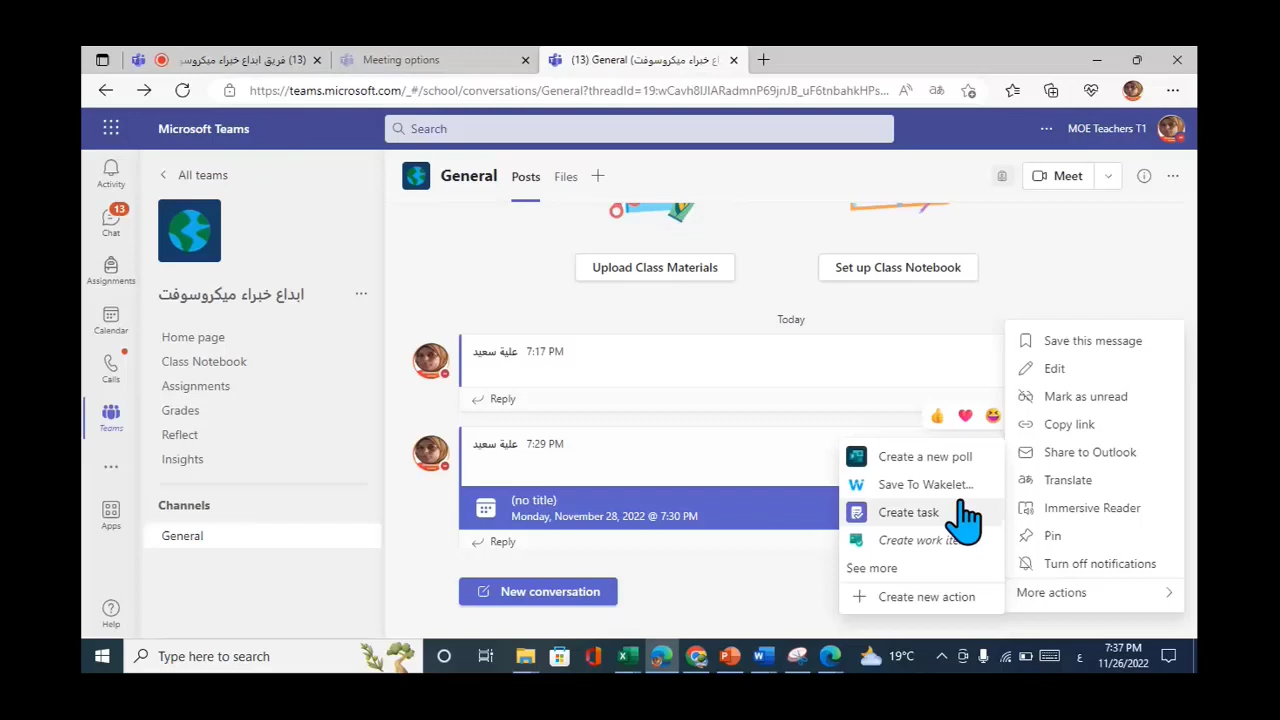 (13) فريق ابداع خبراء ميكروسوف
Meeting options
(13) General (اع خبراء ميكروسوفت
https://teams.microsoft.com/_#/school/conversations/General?threadId=19:wCavh8IJIARadmnP69jnJB_uF6tnbahkHPs...
Microsoft Teams
Search
MOE Teachers T1
Activity
13
Chat
Assignments
Calendar
Calls
Teams
Apps
Help
All teams
ابداع خبراء ميكروسوفت
Home page
Class Notebook
Assignments
Grades
Reflect
Insights
Channels
General
General
Posts
Files
Meet
Upload Class Materials
Set up Class Notebook
Today
علية سعيد 7:17 PM
Reply
علية سعيد 7:29 PM
(no title)
Monday, November 28, 2022 @ 7:30 PM
Reply
New conversation
Create a new poll
Save To Wakelet...
Create task
Create work
See more
Create new action
Save this message
Edit
Mark as unread
Copy link
Share to Outlook
Translate
Immersive Reader
Pin
Turn off notifications
More actions
Type here to search
19°C
ع
7:37 PM
11/26/2022